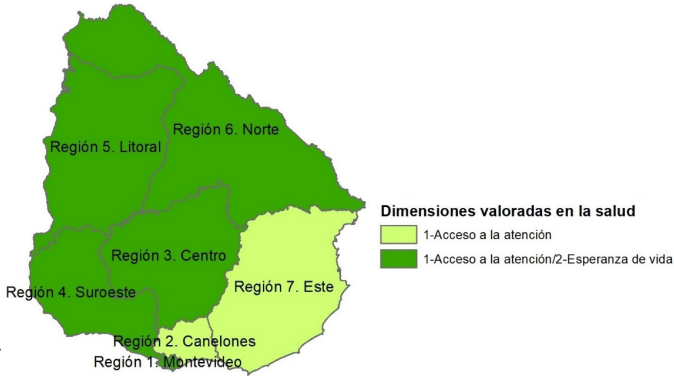 Región 6. Norte
Región 5. Litoral
Dimensiones valoradas en la salud
1-Acceso a la atención
Región 3. Centro
1-Acceso a la atención/2-Esperanza de vida
Región 7. Este
Región 4. Suroeste
Región 2. Canelones
Región 1. Montevideo